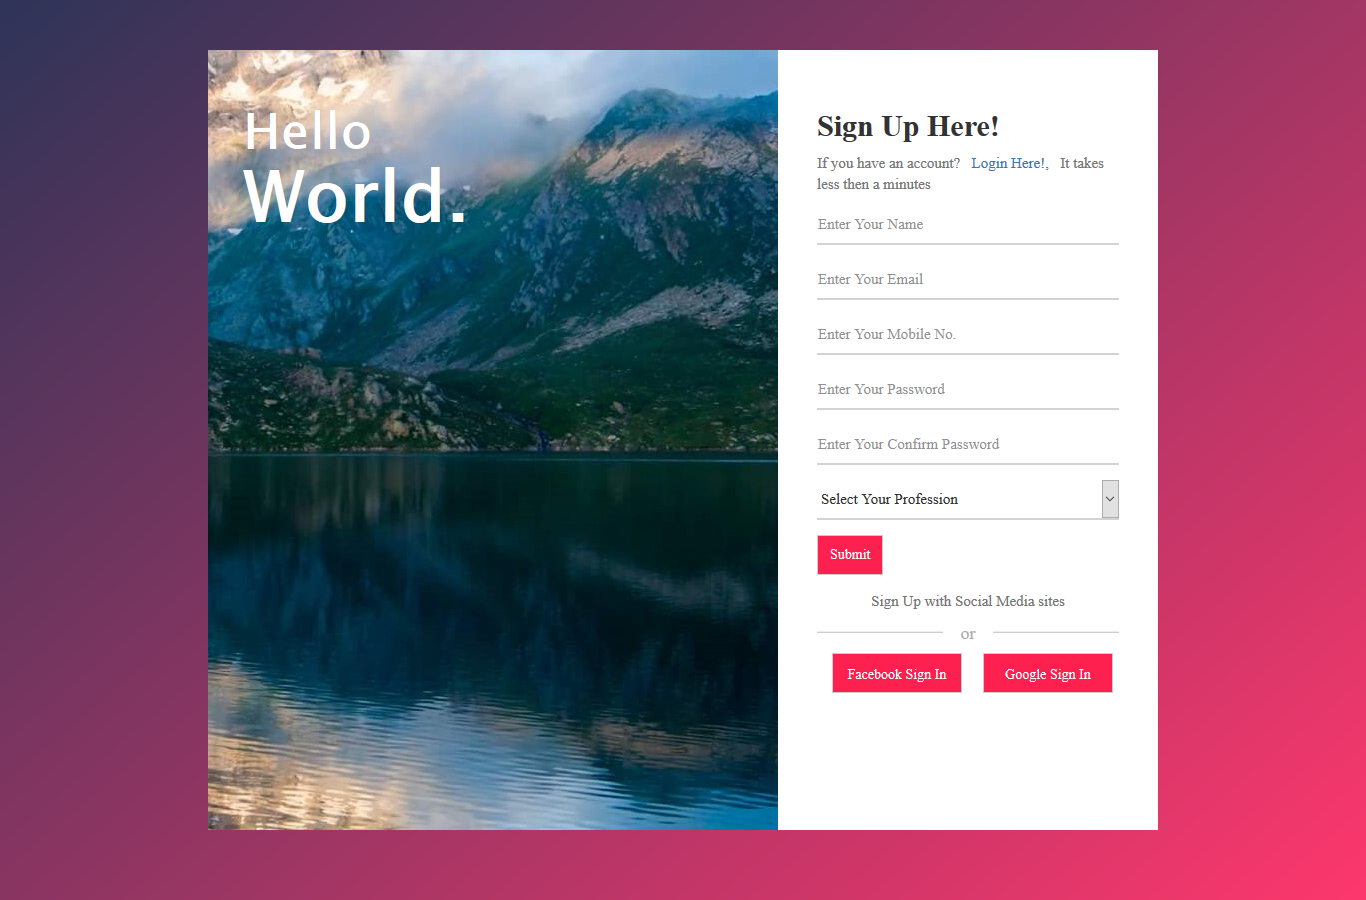 Hello
World.
Sign Up Here!
If you have an account? Login Here!, It takes
less then a minutes
Enter Your Name
Enter Your Email
Enter Your Mobile No.
Enter Your Password
Enter Your Confirm Password
Select Your Profession
Submit
Sign Up with Social Media sites
or
Facebook Sign In
Google Sign In